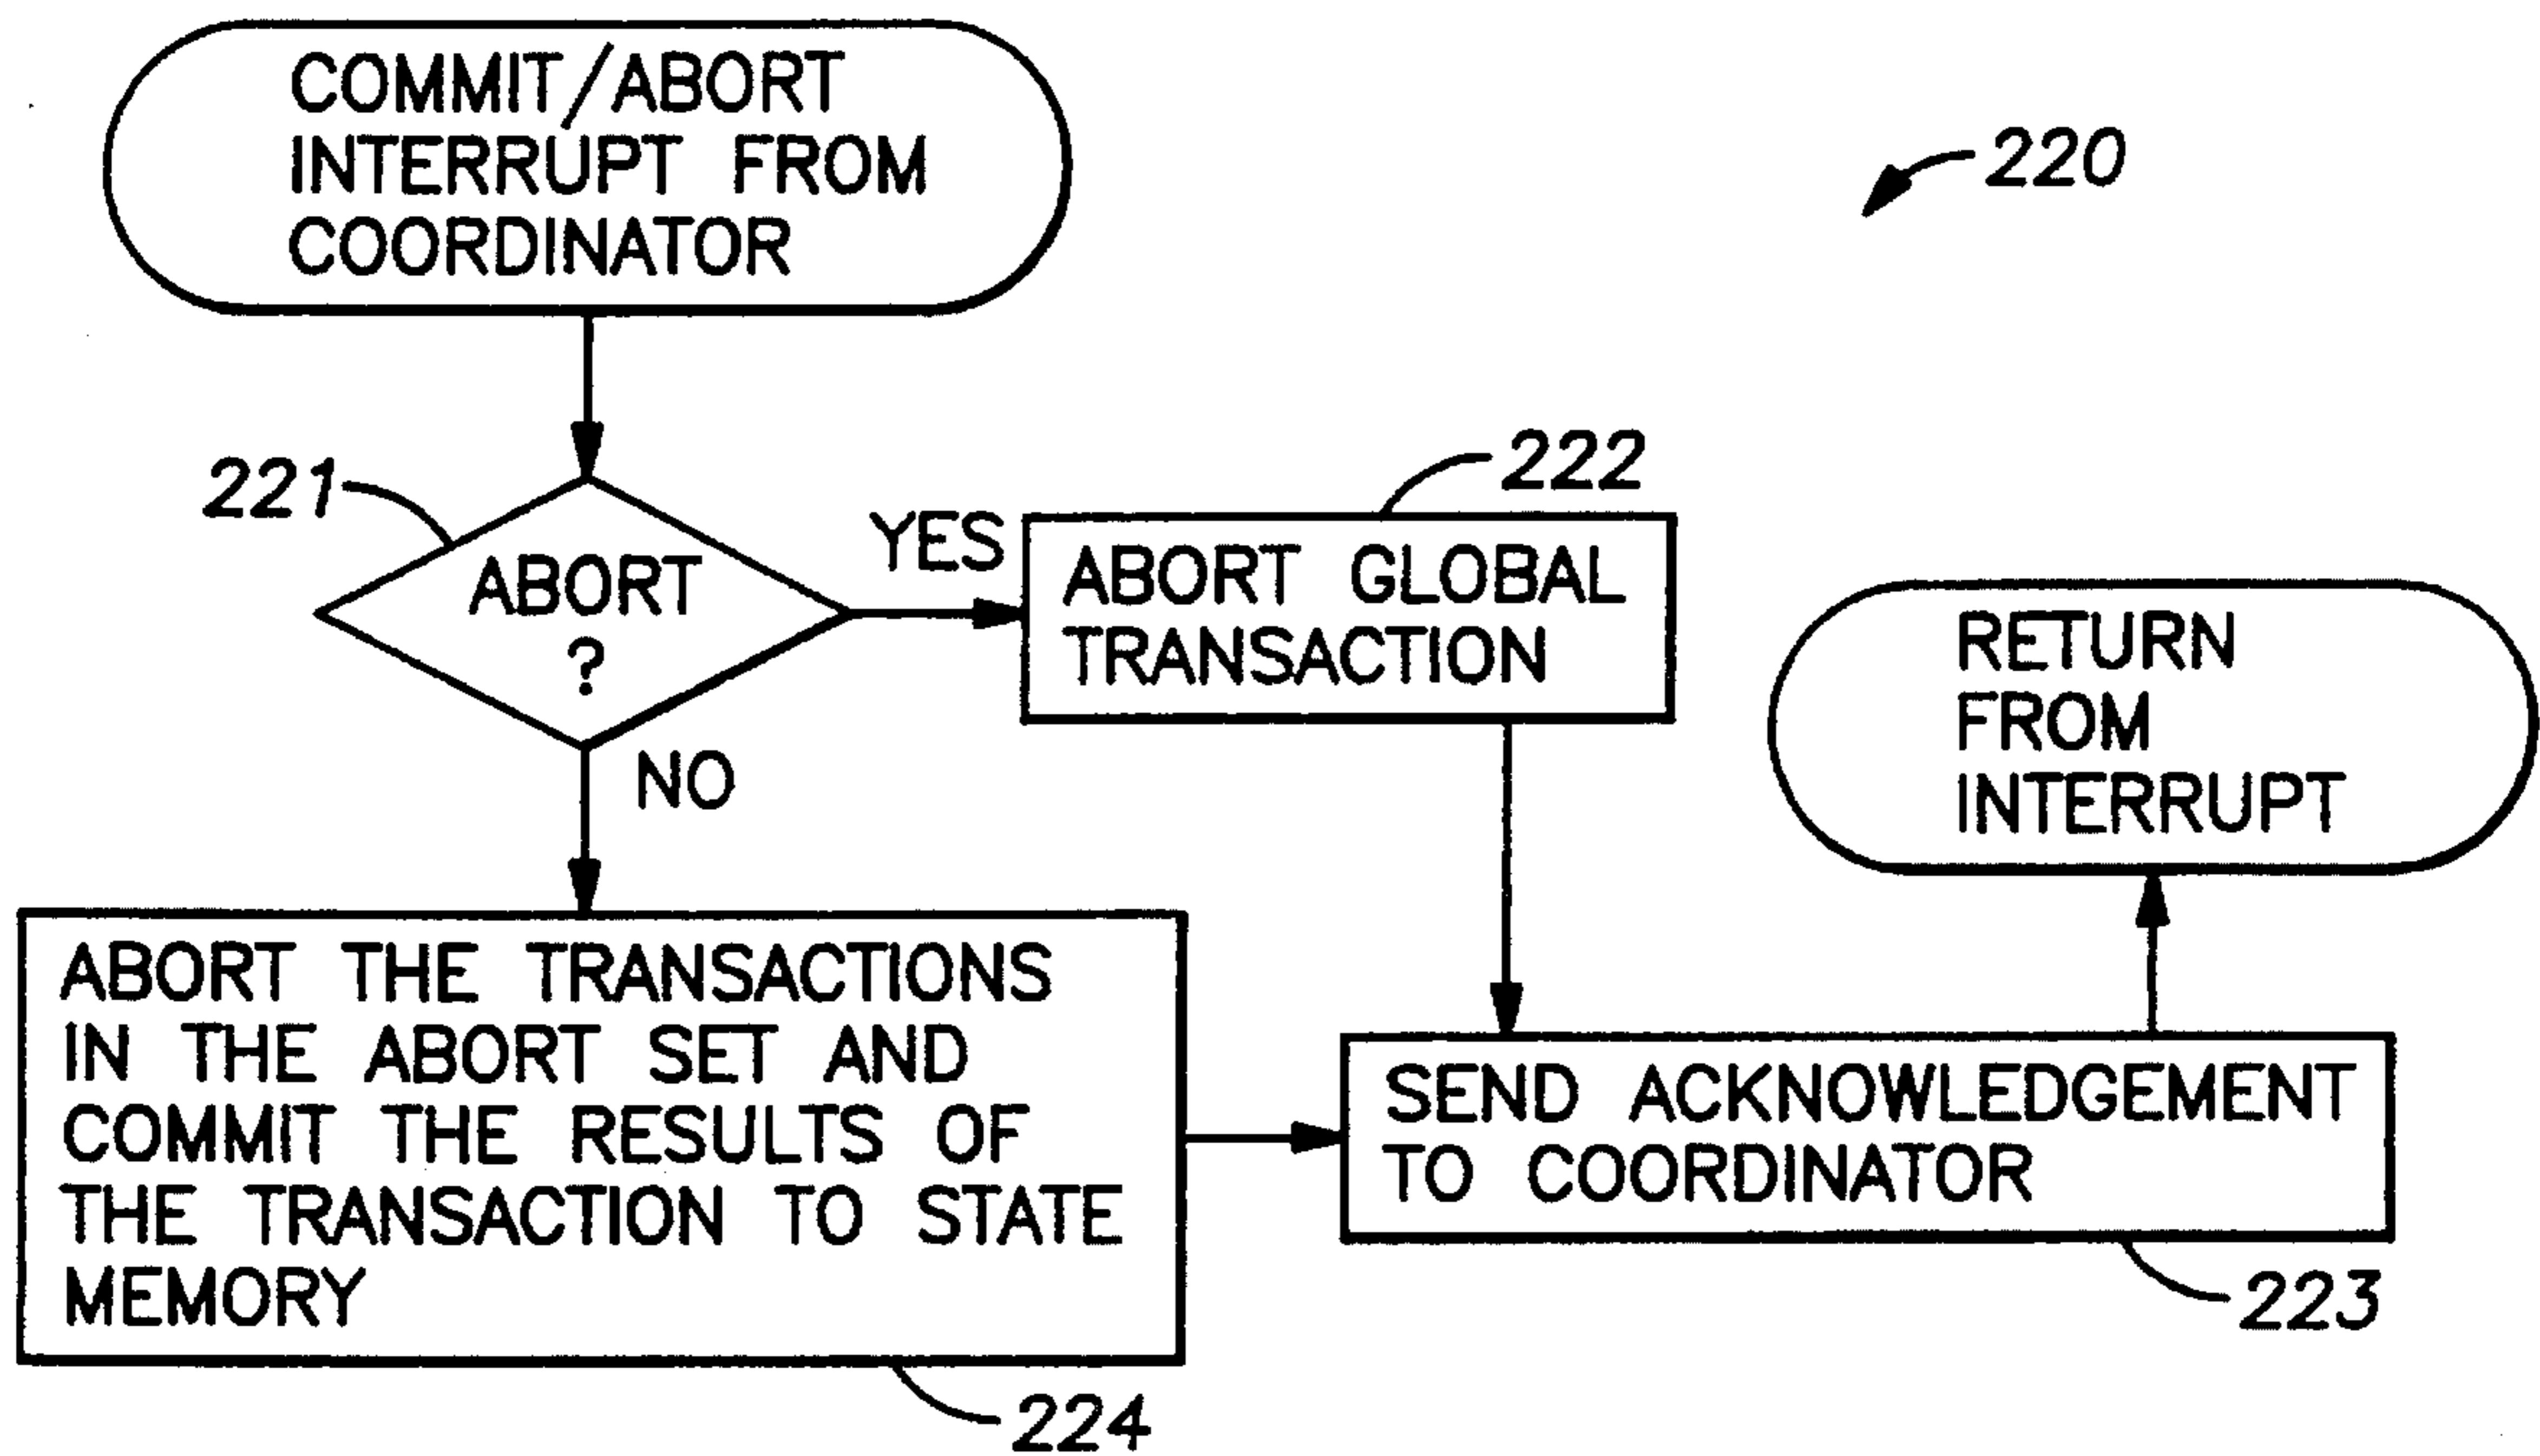 COMMIT/ABORT
INTERRUPT FROM
COORDINATOR
220
221
ABORT
?
YES
NO
222
ABORT GLOBAL
TRANSACTION
RETURN
FROM
INTERRUPT
ABORT THE TRANSACTIONS
IN THE ABORT SET AND
COMMIT THE RESULTS OF
THE TRANSACTION TO STATE
MEMORY
224
SEND ACKNOWLEDGEMENT
TO COORDINATOR
223